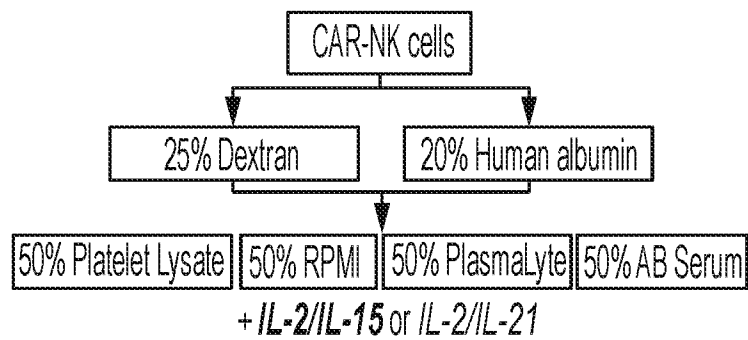 CAR-NK cells
25% Dextran
20% Human albumin
50% Platelet Lysate
50% RPMI
50% PlasmaLyte
50% AB Serum
+ IL-2/IL-15 or IL-2/IL-21